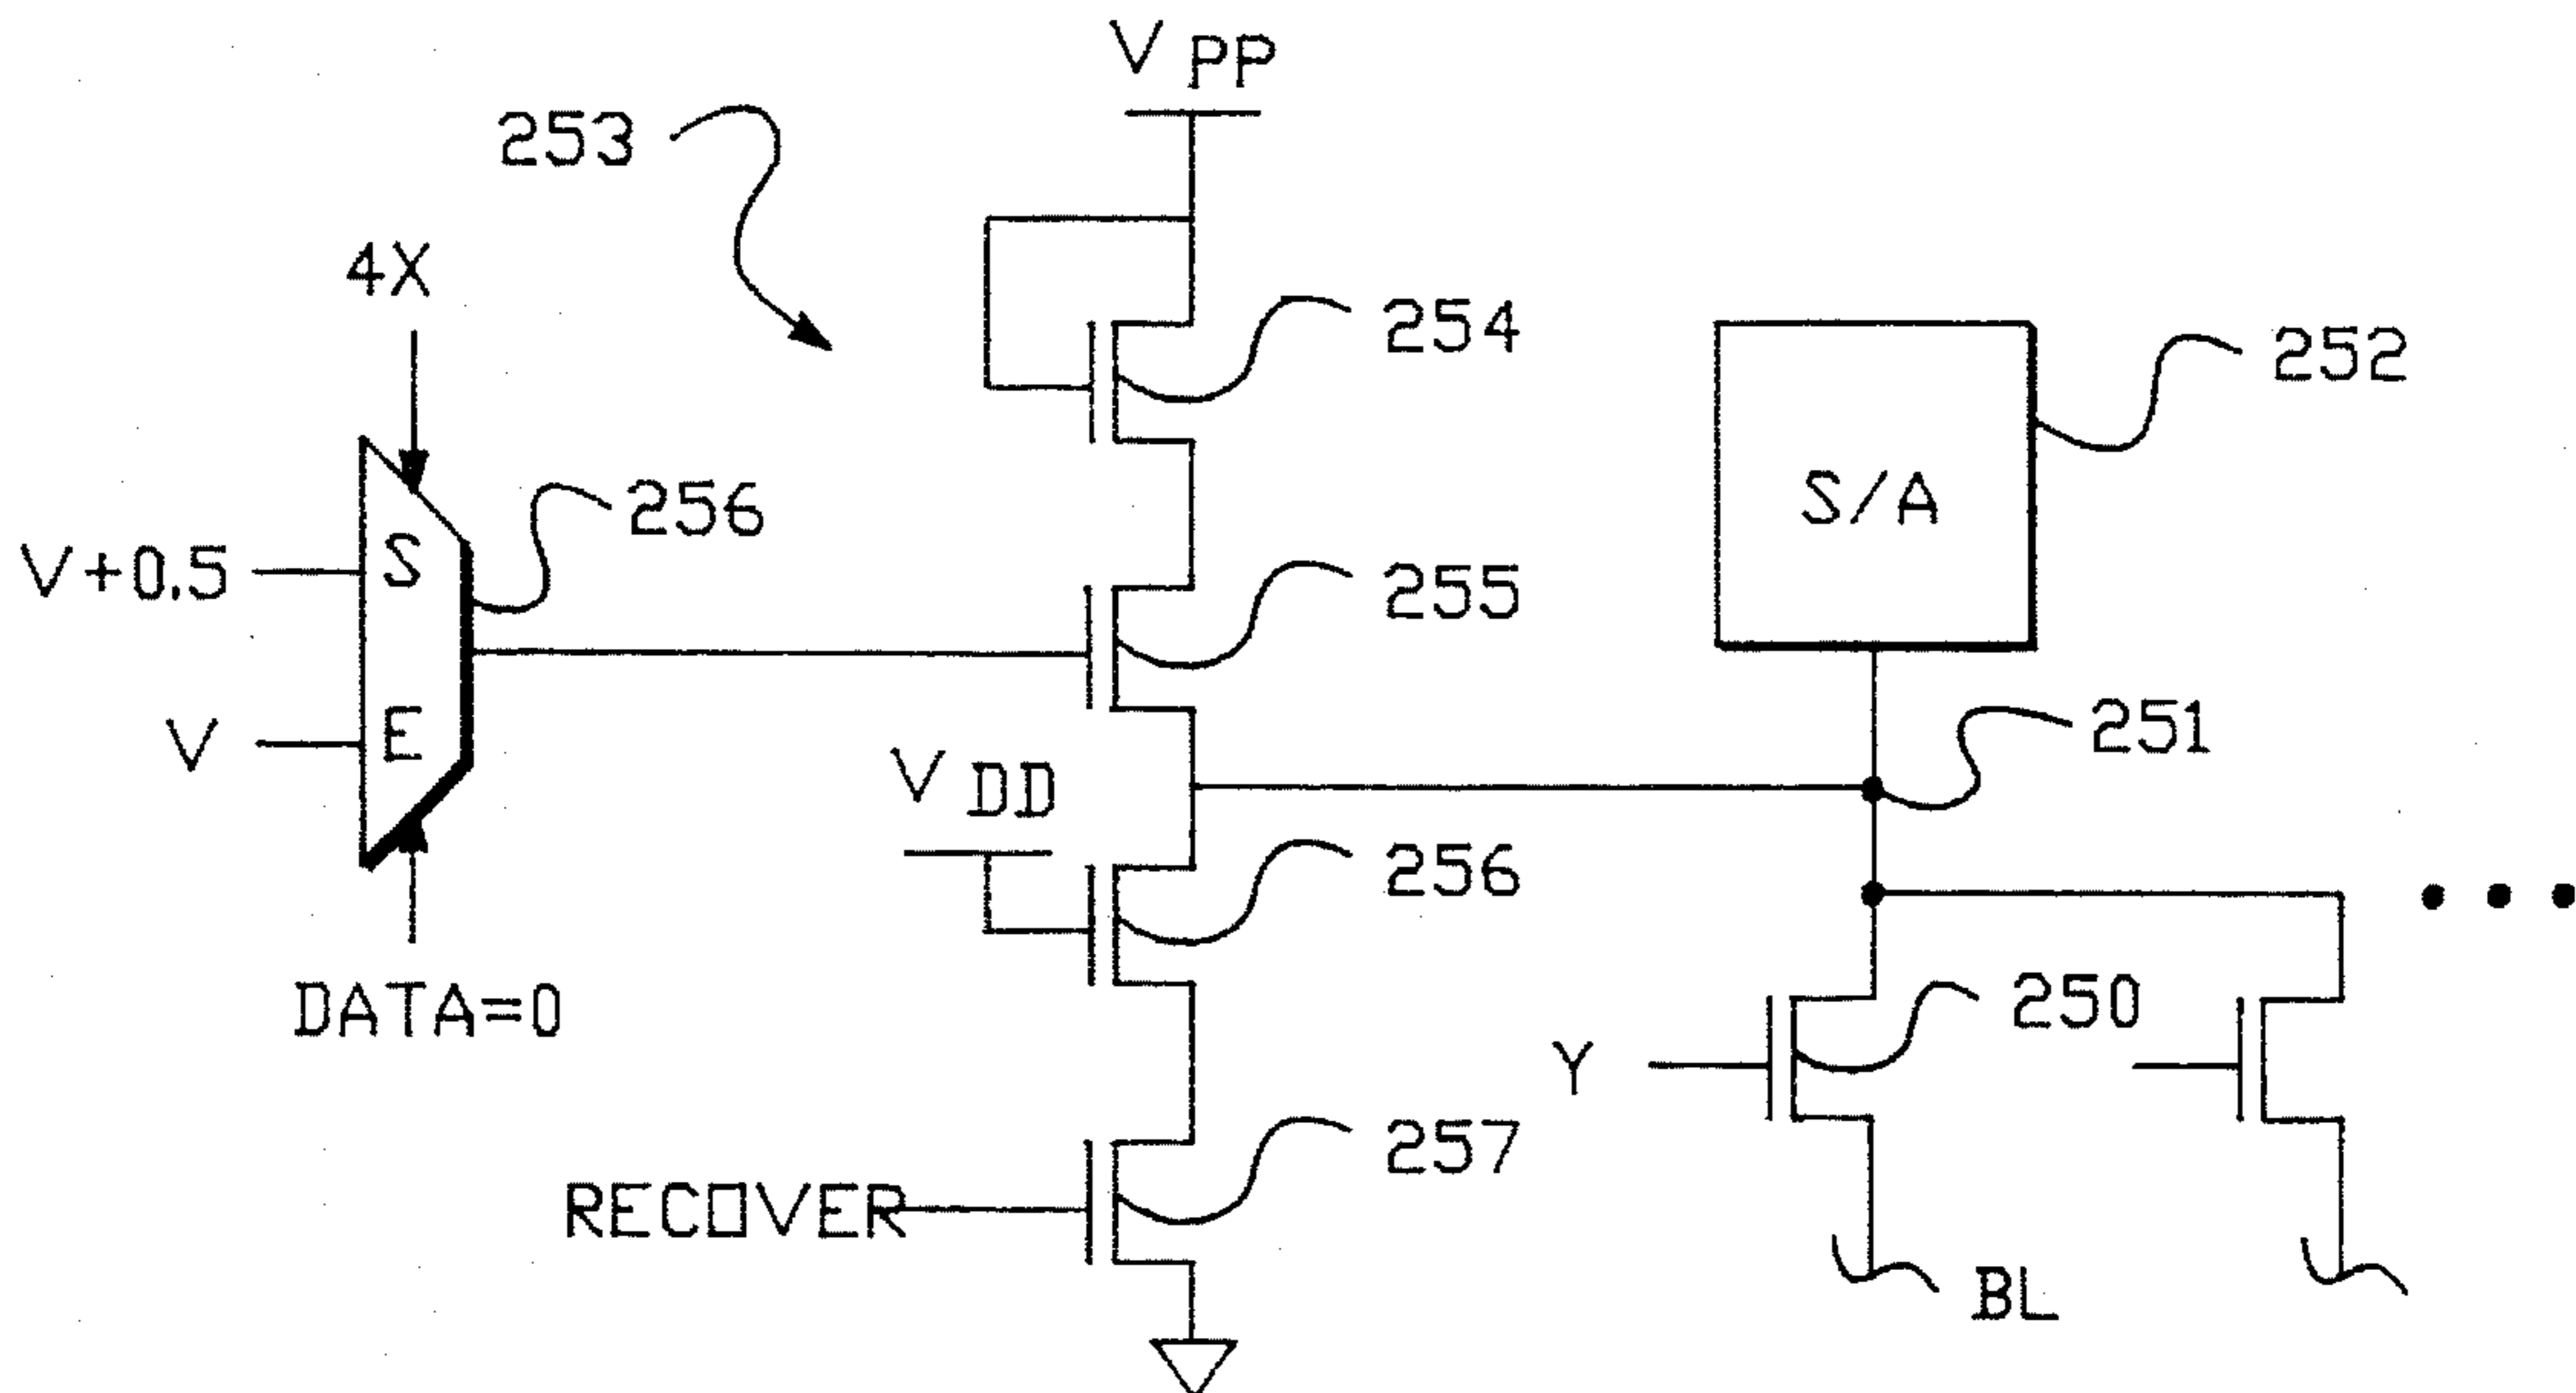 V PP
253
4X
254
252
S/A
256
V+0.5
S
255
V
E
V DD
251
256
DATA=0
250
Y
257
RECOVER
BL